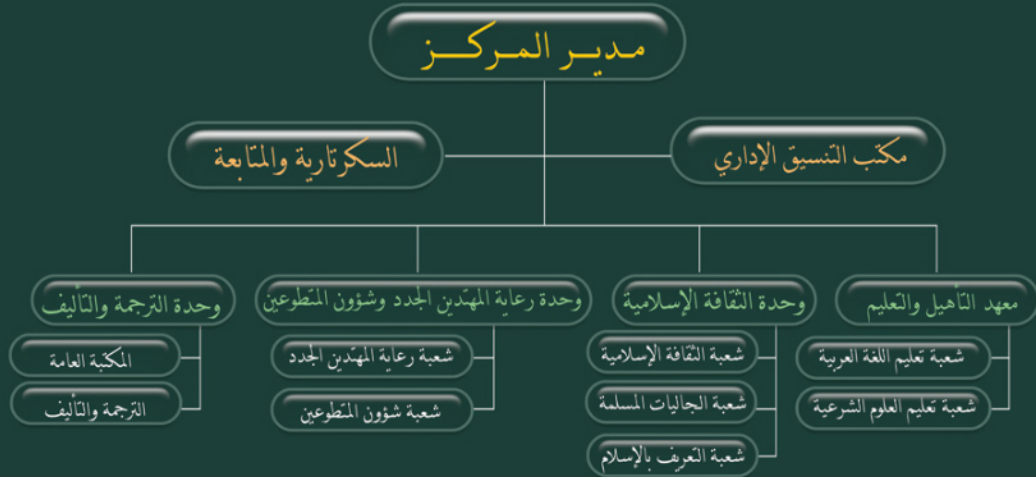 مدير المركز
مكتب التنسيق الإداري
السكرتارية والمتابعة
معهد التأهيل والتعليم
شعبة تعليم اللغة العربية
شعبة تعليم العلوم الشرعية
وحدة الثقافة الإسلامية
شعبة الثقافة الإسلامية
شعبة الجاليات المسلمة
شعبة التعريف بالإسلام
وحدة رعاية المهتدين الجدد وشؤون المتطوعين
شعبة رعاية المهتدين الجدد
شعبة شؤون المتطوعين
وحدة الترجمة والتأليف
المكتبة العامة
الترجمة والتأليف